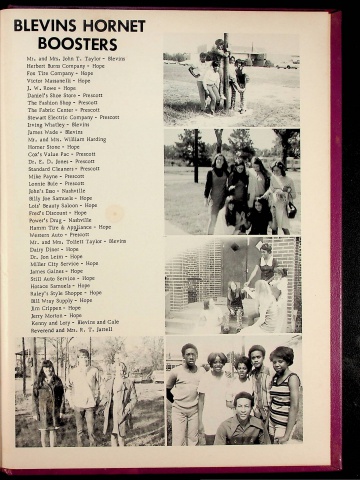 BLEVINS HORNET
BOOSTERS
Mr. and Mrs. John T. Taylor - Blevins
Herbert Burns Company - Hope
Fox Tire Company - Hope
Victor Massanelli - Hope
J. W. Rowe - Hope
Daniel's Shoe Store - Prescott
The Fashion Shop - Prescott
The Fabric Center - Prescott
Stewart Electric Company - Prescott
Irving Whatley - Blevins
James Wade - Blevins
Mr. and Mrs. William Harding
Horner Stone - Hope
Cox's Value Pac - Prescott
Dr. E. D. Jones - Prescott
Standard Cleaners - Prescott
Mike Payne - Prescott
Lonnie Bole - Prescott
John's Esso - Nashville
Billy Joe Samuels - Hope
Lois' Beauty Saloon - Hope
Fred's Discount - Hope
Power's Drug - Nashville
Hamm Tire & Appliance - Hope
Western Auto - Prescott
Mr. and Mrs. Tollett Taylor - Blevins
Dairy Diner - Hope
Dr. Jon Leim - Hope
Miller City Service - Hope
James Gaines - Hope
Still Auto Service - Hope
Horace Samuels - Hope
Raley's Style Shoppe - Hope
Bill Wray Supply - Hope
Jim Crippen - Hope
Jerry Morton - Hope
Kenny and Lory - Blevins and Cale
Reverend and Mrs. R. T. Jarrell